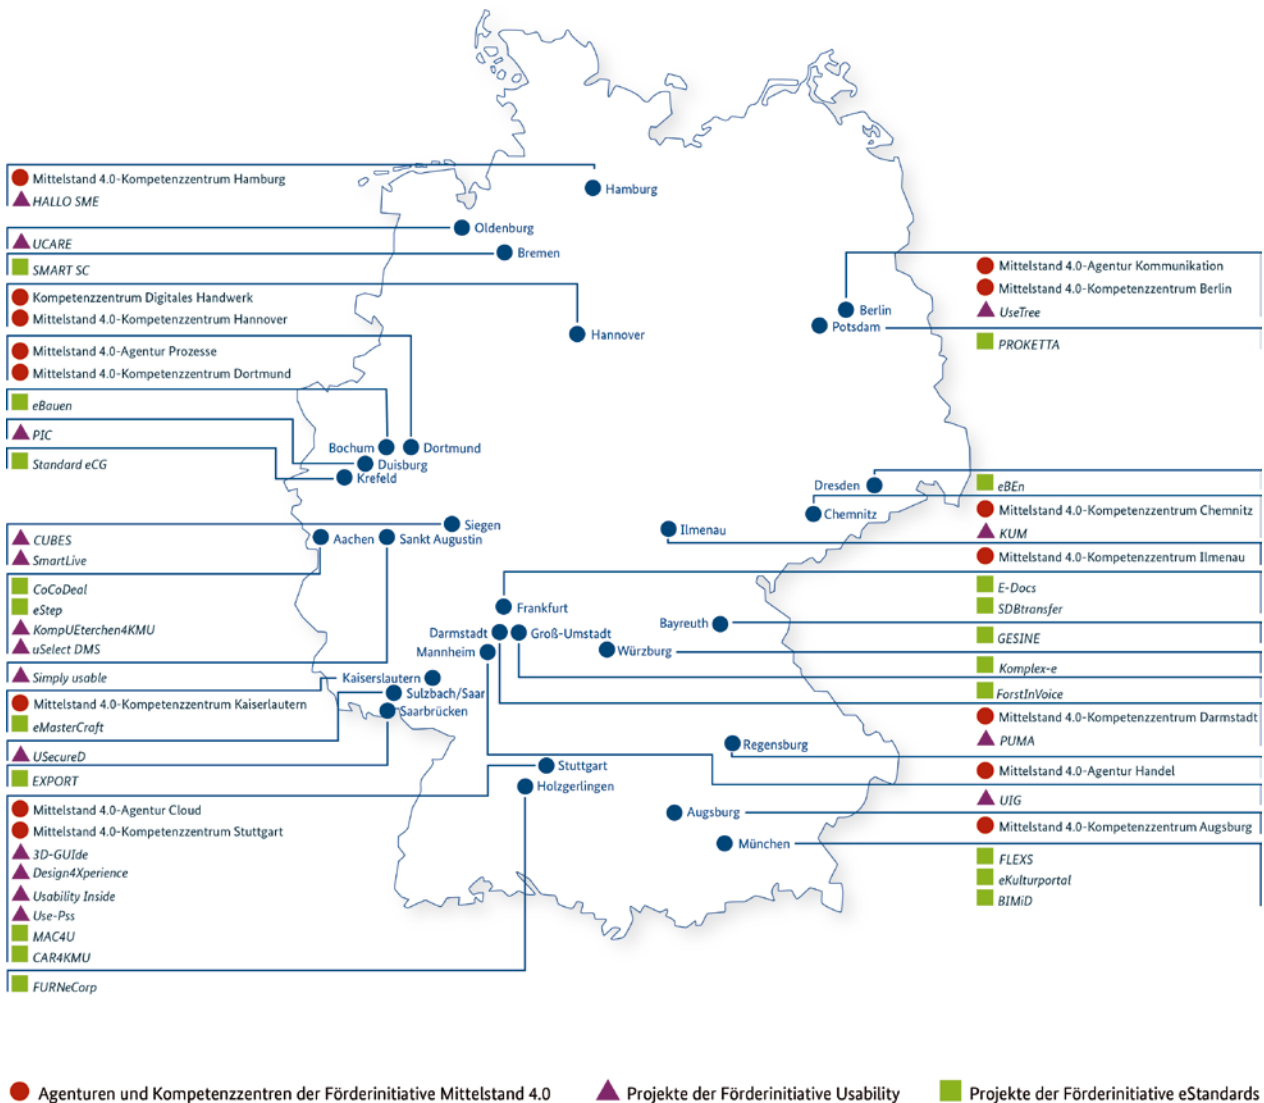 Mittelstand 4.0-Kompetenzzentrum Hamburg
HALLO SME
UCARE
SMART SC
Kompetenzzentrum Digitales Handwerk
Mittelstand 4.0-Kompetenzzentrum Hannover
Mittelstand 4.0-Agentur Prozesse
Mittelstand 4.0-Kompetenzzentrum Dortmund
eBauen
PIC
Standard eCG
CUBES
SmartLive
CoCoDeal
eStep
KompUEterchen4KMU
uSelect DMS
Simply usable
Mittelstand 4.0-Kompetenzzentrum Kaiserlautern
eMasterCraft
USecureD
EXPORT
Mittelstand 4.0-Agentur Cloud
Mittelstand 4.0-Kompetenzzentrum Stuttgart
3D-GUIde
Design4Xperience
Usability Inside
Use-Pss
MAC4U
CAR4KMU
FURNeCorp
Hamburg
Oldenburg
Bremen
Hannover
Berlin
Potsdam
Bochum
Dortmund
Duisburg
Krefeld
Dresden
Chemnitz
Siegen
Aachen
Sankt Augustin
Ilmenau
Frankfurt
Bayreuth
Darmstadt
Groß-Umstadt
Mannheim
Würzburg
Kaiserslautern
Sulzbach/Saar
Saarbrücken
Regensburg
Stuttgart
Holzgerlingen
Augsburg
München
Mittelstand 4.0-Agentur Kommunikation
Mittelstand 4.0-Kompetenzzentrum Berlin
UseTree
PROKETTA
eBEn
Mittelstand 4.0-Kompetenzzentrum Chemnitz
KUM
Mittelstand 4.0-Kompetenzzentrum Ilmenau
E-Docs
SDBtransfer
GESINE
Komplex-e
ForstInVoice
Mittelstand 4.0-Kompetenzzentrum Darmstadt
PUMA
Mittelstand 4.0-Agentur Handel
UIG
Mittelstand 4.0-Kompetenzzentrum Augsburg
FLEXS
eKulturportal
BIMiD
Agenturen und Kompetenzzentren der Förderinitiative Mittelstand 4.0
Projekte der Förderinitiative Usability
Projekte der Förderinitiative eStandards